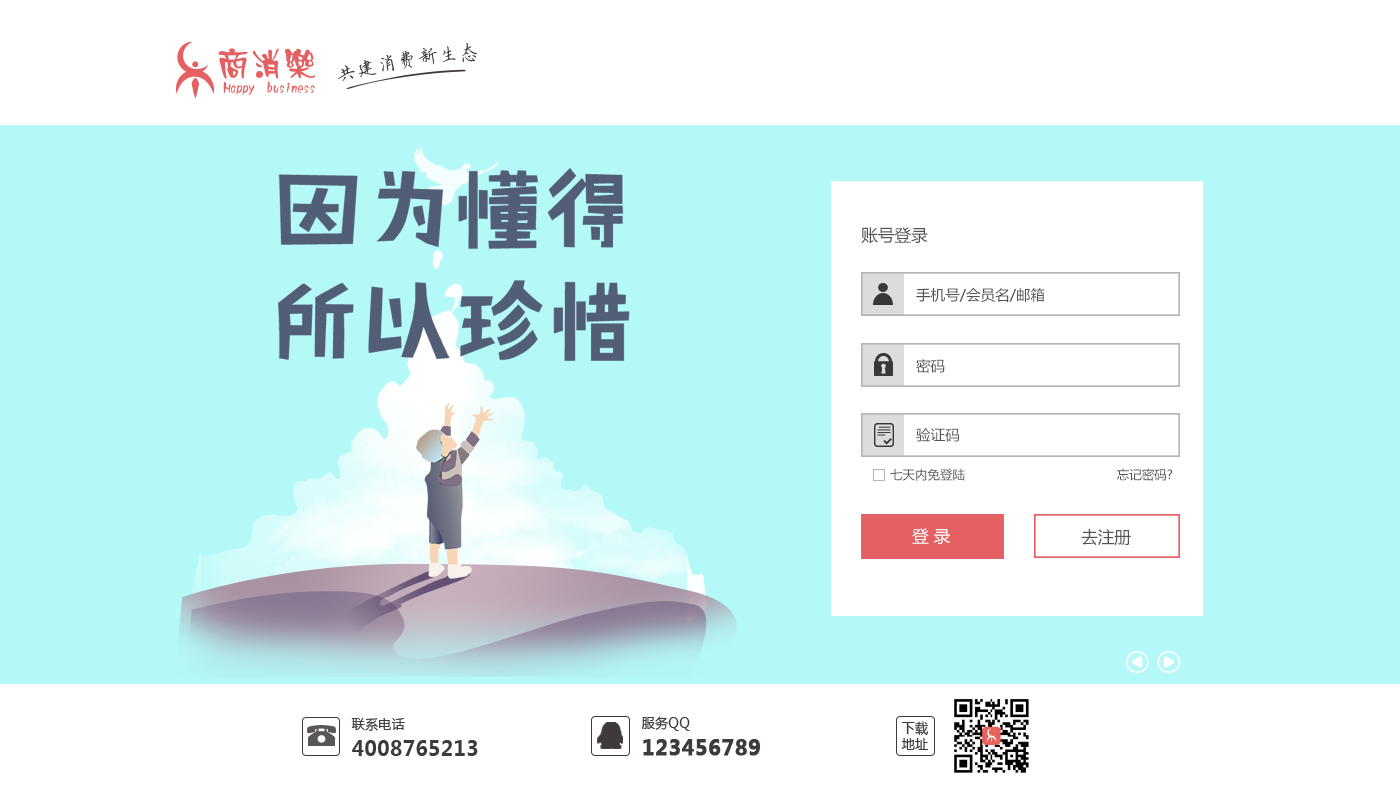 商消樂
Happy business
共建消费新生态
因为懂得
所以珍惜
账号登录
手机号/会员名/邮箱
密码
验证码
七天内免登陆
忘记密码?
登录
去注册
联系电话
4008765213
服务QQ
123456789
下载
地址